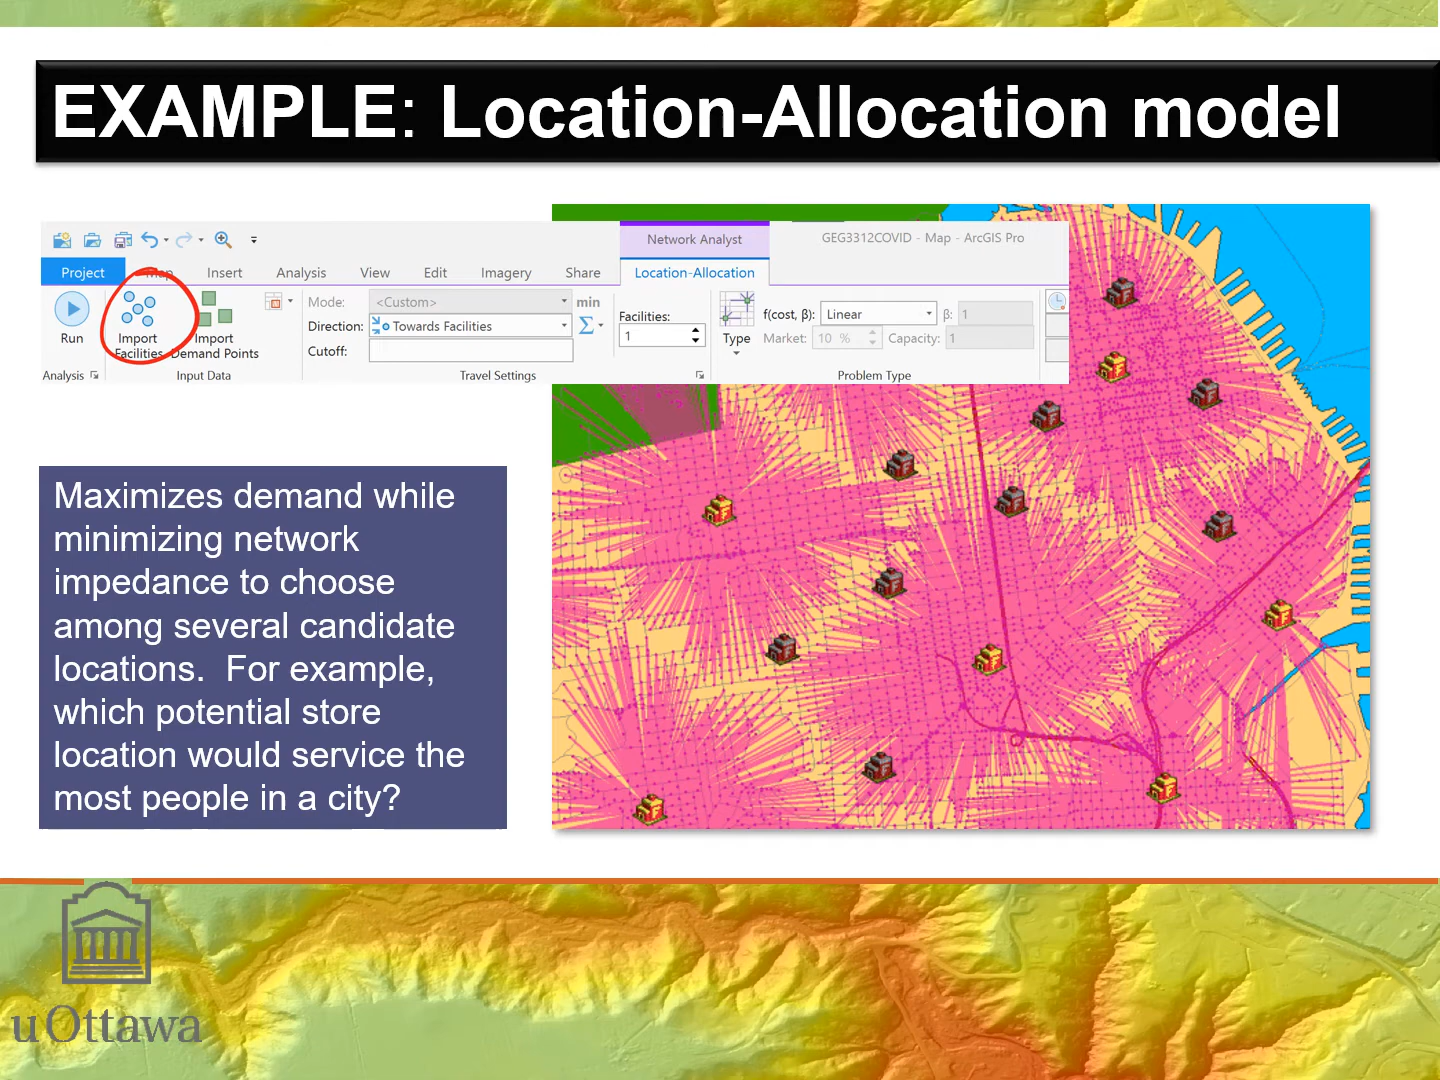 EXAMPLE: Location-Allocation model
Network Analyst
GEG3312COVID - Map - ArcGIS Pro
Project Map Insert Analysis View Edit Imagery Share Location-Allocation
Run
Import
Facilities
Import
Demand Points
Mode: <Custom>
Direction: Towards Facilities
Cutoff:
min
Σ
Facilities:
1
Type
f(cost, β): Linear β: 1
Market: 10 % Capacity: 1
Analysis Input Data Travel Settings Problem Type
Maximizes demand while
minimizing network
impedance to choose
among several candidate
locations. For example,
which potential store
location would service the
most people in a city?
uOttawa